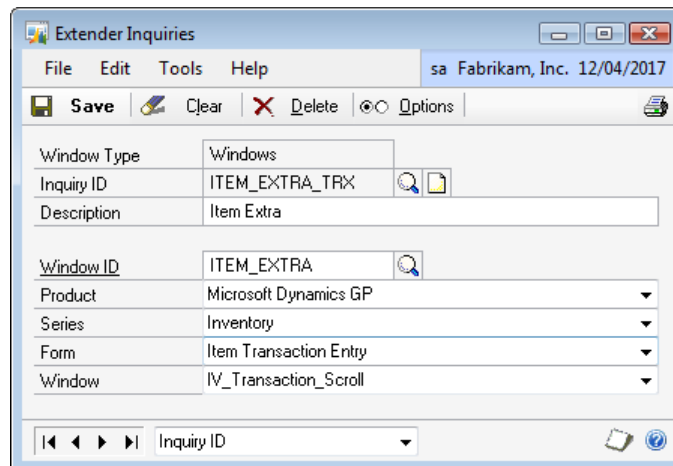 Extender Inquiries
File Edit Tools Help sa Fabrikam, Inc. 12/04/2017
Save Clear Delete Options
Window Type Windows
Inquiry ID ITEM_EXTRA_TRX
Description Item Extra
Window ID ITEM_EXTRA
Product Microsoft Dynamics GP
Series Inventory
Form Item Transaction Entry
Window IV_Transaction_Scroll
Inquiry ID